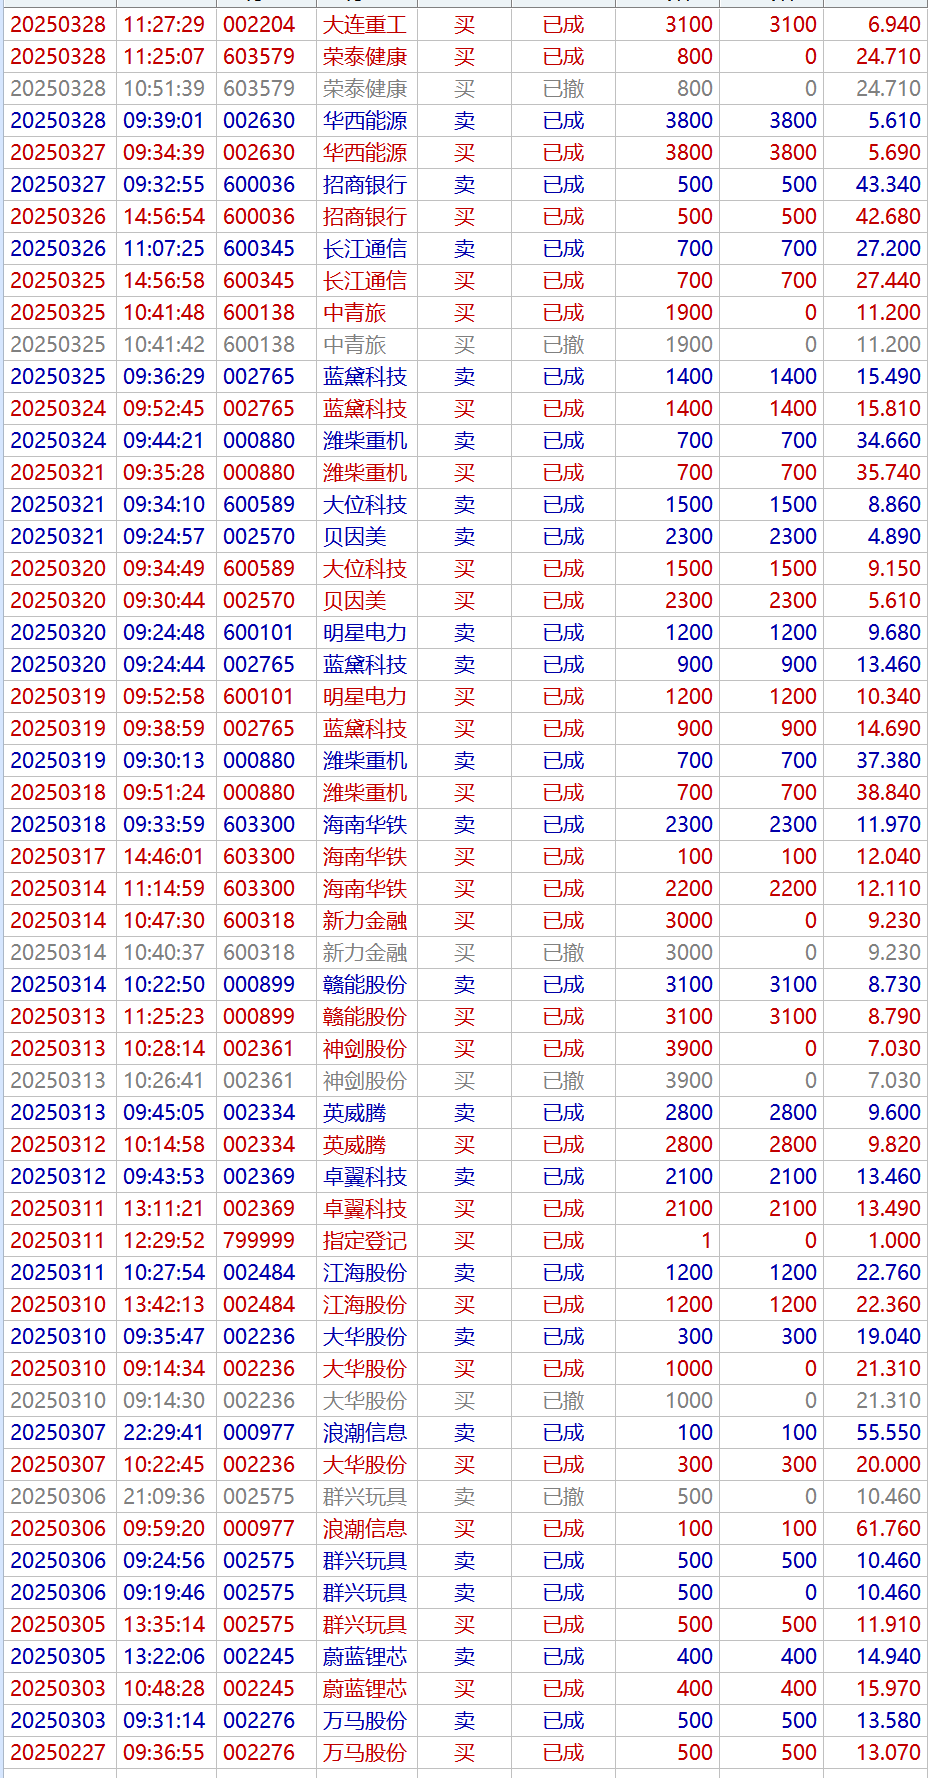 20250328 11:27:29 002204 大连重工 买 已成 3100 3100 6.940
20250328 11:25:07 603579 荣泰健康 买 已成 800 0 24.710
20250328 10:51:39 603579 荣泰健康 买 已撤 800 0 24.710
20250328 09:39:01 002630 华西能源 卖 已成 3800 3800 5.610
20250327 09:34:39 002630 华西能源 买 已成 3800 3800 5.690
20250327 09:32:55 600036 招商银行 卖 已成 500 500 43.340
20250326 14:56:54 600036 招商银行 买 已成 500 500 42.680
20250326 11:07:25 600345 长江通信 卖 已成 700 700 27.200
20250325 14:56:58 600345 长江通信 买 已成 700 700 27.440
20250325 10:41:48 600138 中青旅 买 已成 1900 0 11.200
20250325 10:41:42 600138 中青旅 买 已撤 1900 0 11.200
20250325 09:36:29 002765 蓝黛科技 卖 已成 1400 1400 15.490
20250324 09:52:45 002765 蓝黛科技 买 已成 1400 1400 15.810
20250324 09:44:21 000880 潍柴重机 卖 已成 700 700 34.660
20250321 09:35:28 000880 潍柴重机 买 已成 700 700 35.740
20250321 09:34:10 600589 大位科技 卖 已成 1500 1500 8.860
20250321 09:24:57 002570 贝因美 卖 已成 2300 2300 4.890
20250320 09:34:49 600589 大位科技 买 已成 1500 1500 9.150
20250320 09:30:44 002570 贝因美 买 已成 2300 2300 5.610
20250320 09:24:48 600101 明星电力 卖 已成 1200 1200 9.680
20250320 09:24:44 002765 蓝黛科技 卖 已成 900 900 13.460
20250319 09:52:58 600101 明星电力 买 已成 1200 1200 10.340
20250319 09:38:59 002765 蓝黛科技 买 已成 900 900 14.690
20250319 09:30:13 000880 潍柴重机 卖 已成 700 700 37.380
20250318 09:51:24 000880 潍柴重机 买 已成 700 700 38.840
20250318 09:33:59 603300 海南华铁 卖 已成 2300 2300 11.970
20250317 14:46:01 603300 海南华铁 买 已成 100 100 12.040
20250314 11:14:59 603300 海南华铁 买 已成 2200 2200 12.110
20250314 10:47:30 600318 新力金融 买 已成 3000 0 9.230
20250314 10:40:37 600318 新力金融 买 已撤 3000 0 9.230
20250314 10:22:50 000899 赣能股份 卖 已成 3100 3100 8.730
20250313 11:25:23 000899 赣能股份 买 已成 3100 3100 8.790
20250313 10:28:14 002361 神剑股份 买 已成 3900 0 7.030
20250313 10:26:41 002361 神剑股份 买 已撤 3900 0 7.030
20250313 09:45:05 002334 英威腾 卖 已成 2800 2800 9.600
20250312 10:14:58 002334 英威腾 买 已成 2800 2800 9.820
20250312 09:43:53 002369 卓翼科技 卖 已成 2100 2100 13.460
20250311 13:11:21 002369 卓翼科技 买 已成 2100 2100 13.490
20250311 12:29:52 799999 指定登记 买 已成 1 0 1.000
20250311 10:27:54 002484 江海股份 卖 已成 1200 1200 22.760
20250310 13:42:13 002484 江海股份 买 已成 1200 1200 22.360
20250310 09:35:47 002236 大华股份 卖 已成 300 300 19.040
20250310 09:14:34 002236 大华股份 买 已成 1000 0 21.310
20250310 09:14:30 002236 大华股份 买 已撤 1000 0 21.310
20250307 22:29:41 000977 浪潮信息 卖 已成 100 100 55.550
20250307 10:22:45 002236 大华股份 买 已成 300 300 20.000
20250306 21:09:36 002575 群兴玩具 卖 已撤 500 0 10.460
20250306 09:59:20 000977 浪潮信息 买 已成 100 100 61.760
20250306 09:24:56 002575 群兴玩具 卖 已成 500 500 10.460
20250306 09:19:46 002575 群兴玩具 卖 已成 500 0 10.460
20250305 13:35:14 002575 群兴玩具 买 已成 500 500 11.910
20250305 13:22:06 002245 蔚蓝锂芯 卖 已成 400 400 14.940
20250303 10:48:28 002245 蔚蓝锂芯 买 已成 400 400 15.970
20250303 09:31:14 002276 万马股份 卖 已成 500 500 13.580
20250227 09:36:55 002276 万马股份 买 已成 500 500 13.070